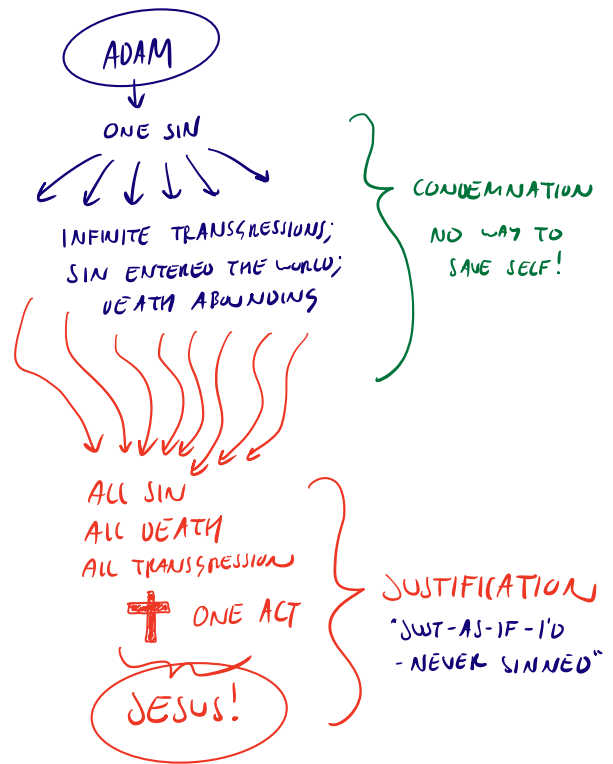 ADAM
ONE SIN
INFINITE TRANSGRESSIONS;
SIN ENTERED THE WORLD;
DEATH ABOUNDING
CONDEMNATION
NO WAY TO
SAVE SELF!
ALL SIN
ALL DEATH
ALL TRANSGRESSION
ONE ACT
JESUS!
JUSTIFICATION
"JUST-AS-IF-I'D
-NEVER SINNED"